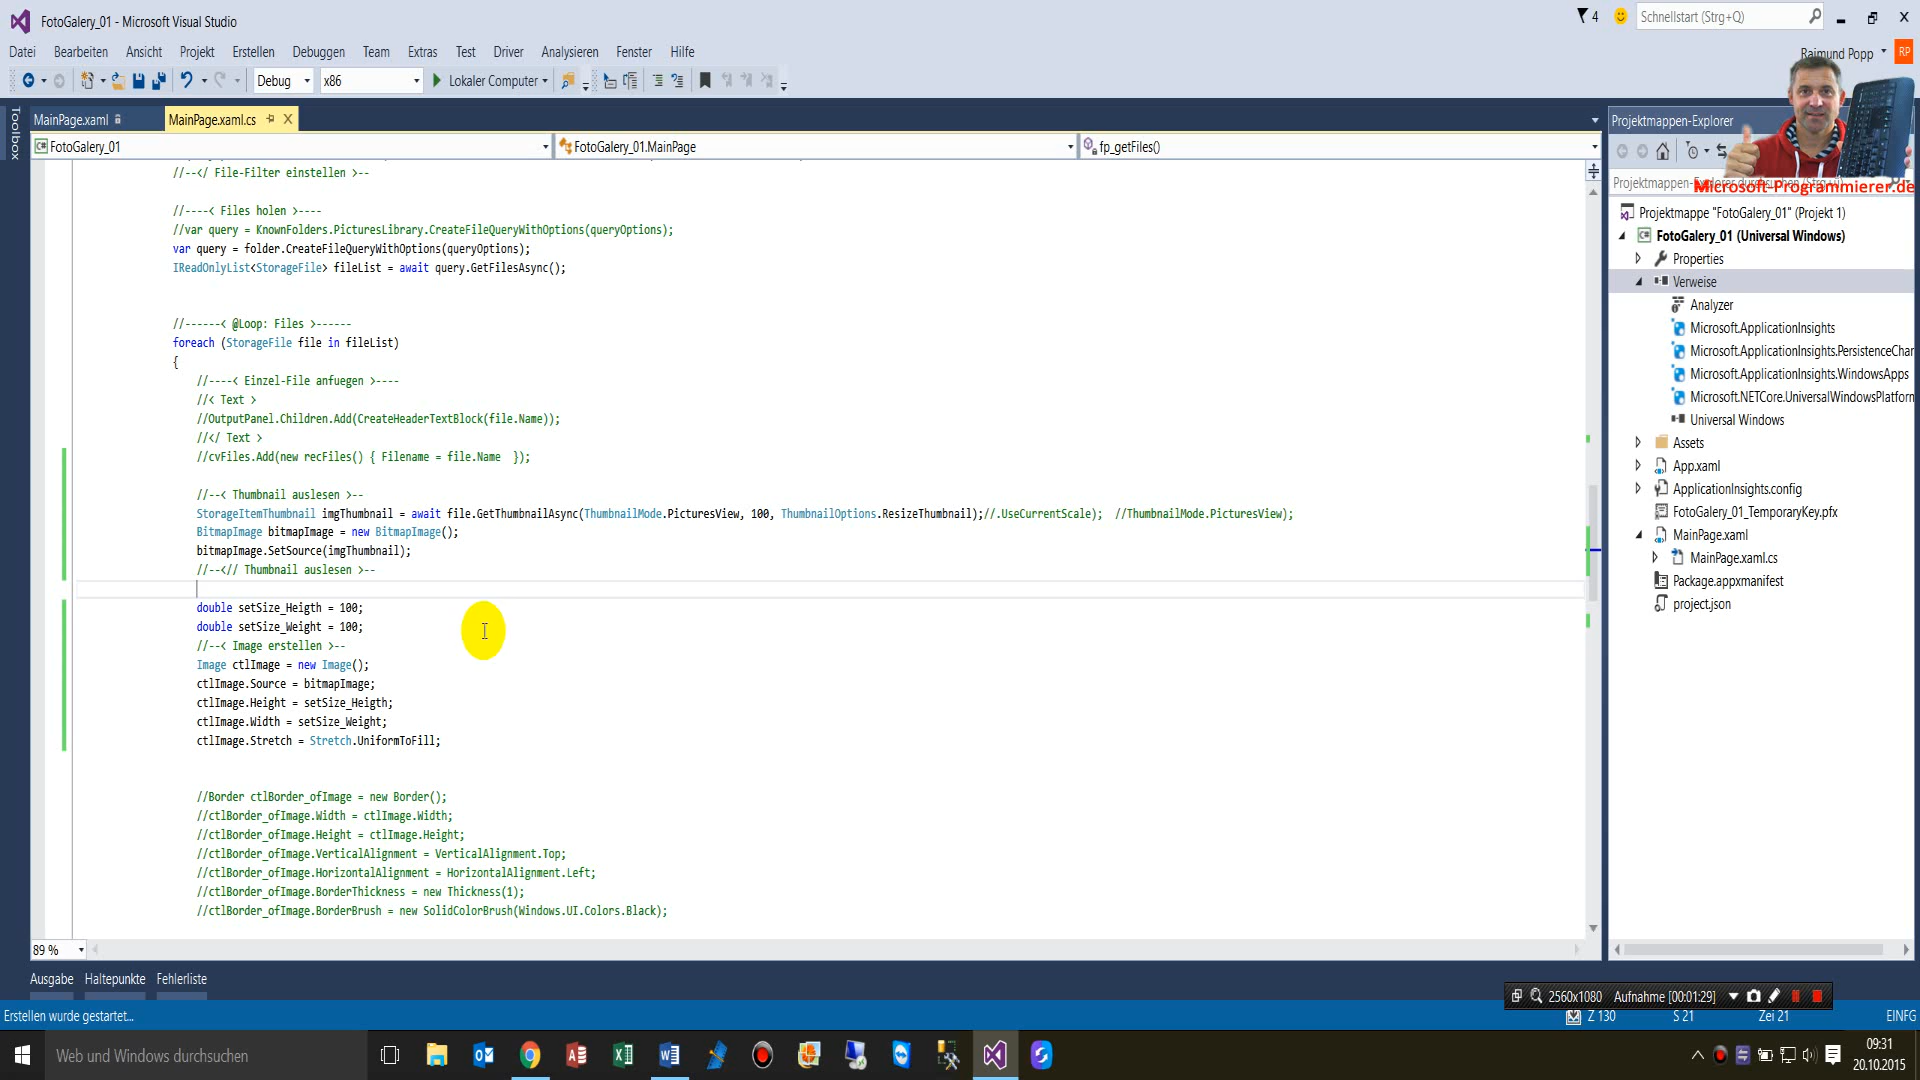 FotoGalery_01 - Microsoft Visual Studio
4
Schnellstart (Strg+Q)
Datei Bearbeiten Ansicht Projekt Erstellen Debuggen Team Extras Test Driver Analysieren Fenster Hilfe
Raimund Popp
RP
Debug x86 Lokaler Computer
Toolbox
MainPage.xaml MainPage.xaml.cs
FotoGalery_01 FotoGalery_01.MainPage fp_getFiles()
//--</ File-Filter einstellen >--
//----< Files holen >----
//var query = KnownFolders.PicturesLibrary.CreateFileQueryWithOptions(queryOptions);
var query = folder.CreateFileQueryWithOptions(queryOptions);
IReadOnlyList<StorageFile> fileList = await query.GetFilesAsync();
//------< @Loop: Files >------
foreach (StorageFile file in fileList)
{
//----< Einzel-File anfuegen >----
//< Text >
//OutputPanel.Children.Add(CreateHeaderTextBlock(file.Name));
//</ Text >
//cvFiles.Add(new recFiles() { Filename = file.Name  });
//--< Thumbnail auslesen >--
StorageItemThumbnail imgThumbnail = await file.GetThumbnailAsync(ThumbnailMode.PicturesView, 100, ThumbnailOptions.ResizeThumbnail);//.UseCurrentScale);  //ThumbnailMode.PicturesView);
BitmapImage bitmapImage = new BitmapImage();
bitmapImage.SetSource(imgThumbnail);
//--<// Thumbnail auslesen >--
double setSize_Heigth = 100;
double setSize_Weight = 100;
//--< Image erstellen >--
Image ctlImage = new Image();
ctlImage.Source = bitmapImage;
ctlImage.Height = setSize_Heigth;
ctlImage.Width = setSize_Weight;
ctlImage.Stretch = Stretch.UniformToFill;
//Border ctlBorder_ofImage = new Border();
//ctlBorder_ofImage.Width = ctlImage.Width;
//ctlBorder_ofImage.Height = ctlImage.Height;
//ctlBorder_ofImage.VerticalAlignment = VerticalAlignment.Top;
//ctlBorder_ofImage.HorizontalAlignment = HorizontalAlignment.Left;
//ctlBorder_ofImage.BorderThickness = new Thickness(1);
//ctlBorder_ofImage.BorderBrush = new SolidColorBrush(Windows.UI.Colors.Black);
89 %
Projektmappen-Explorer
Microsoft-Programmierer.de
Projektmappe "FotoGalery_01" (Projekt 1)
FotoGalery_01 (Universal Windows)
Properties
Verweise
Analyzer
Microsoft.ApplicationInsights
Microsoft.ApplicationInsights.PersistenceChan
Microsoft.ApplicationInsights.WindowsApps
Microsoft.NETCore.UniversalWindowsPlatform
Universal Windows
Assets
App.xaml
ApplicationInsights.config
FotoGalery_01_TemporaryKey.pfx
MainPage.xaml
MainPage.xaml.cs
Package.appxmanifest
project.json
Ausgabe Haltepunkte Fehlerliste
2560x1080 Aufnahme [00:01:29]
Erstellen wurde gestartet... Z 130 S 21 Zei 21 EINFG
Web und Windows durchsuchen
09:31
20.10.2015